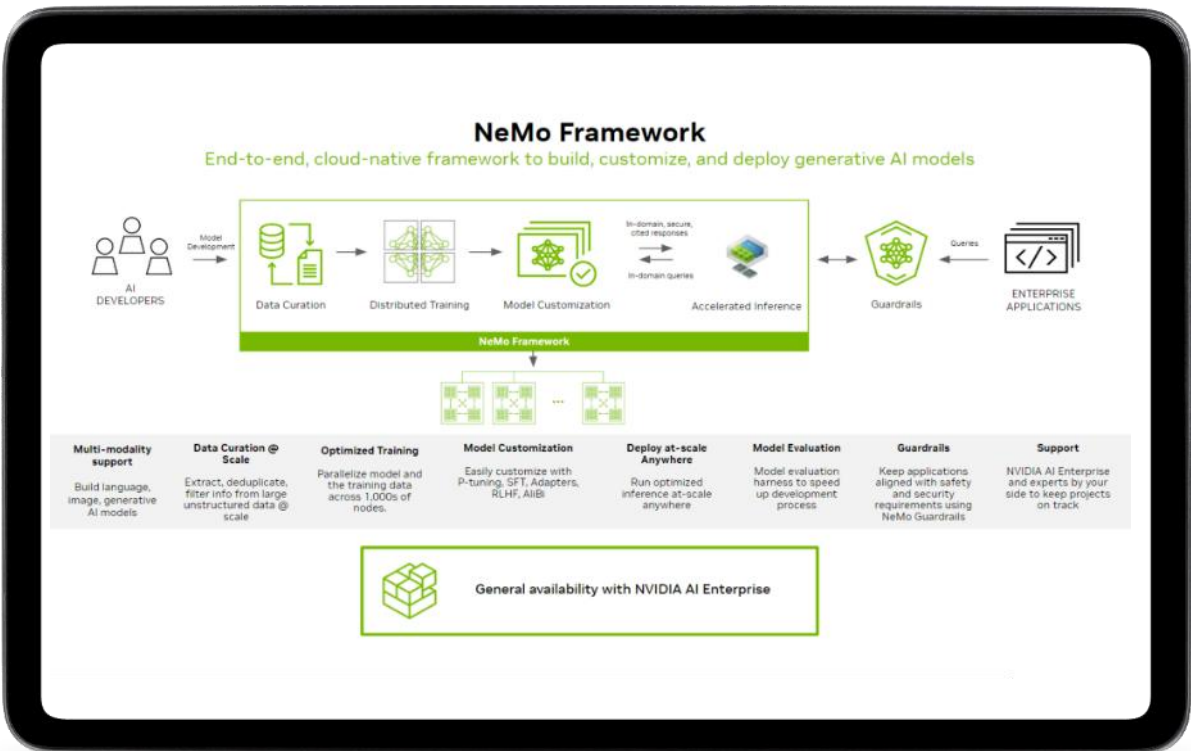 NeMo Framework
End-to-end, cloud-native framework to build, customize, and deploy generative AI models
Model
Development
AI
DEVELOPERS
Data Curation
Distributed Training
Model Customization
In-domain, secure,
cited responses
In-domain queries
Accelerated Inference
Guardrails
Queries
</>
ENTERPRISE
APPLICATIONS
NeMo Framework
...
Multi-modality
support
Build language,
image, generative
AI models
Data Curation @
Scale
Extract, deduplicate,
filter info from large
unstructured data @
scale
Optimized Training
Parallelize model and
the training data
across 1,000s of
nodes.
Model Customization
Easily customize with
P-tuning, SFT, Adapters,
RLHF, AliBi
Deploy at-scale
Anywhere
Run optimized
inference at-scale
anywhere
Model Evaluation
Model evaluation
harness to speed
up development
process
Guardrails
Keep applications
aligned with safety
and security
requirements using
NeMo Guardrails
Support
NVIDIA AI Enterprise
and experts by your
side to keep projects
on track
General availability with NVIDIA AI Enterprise